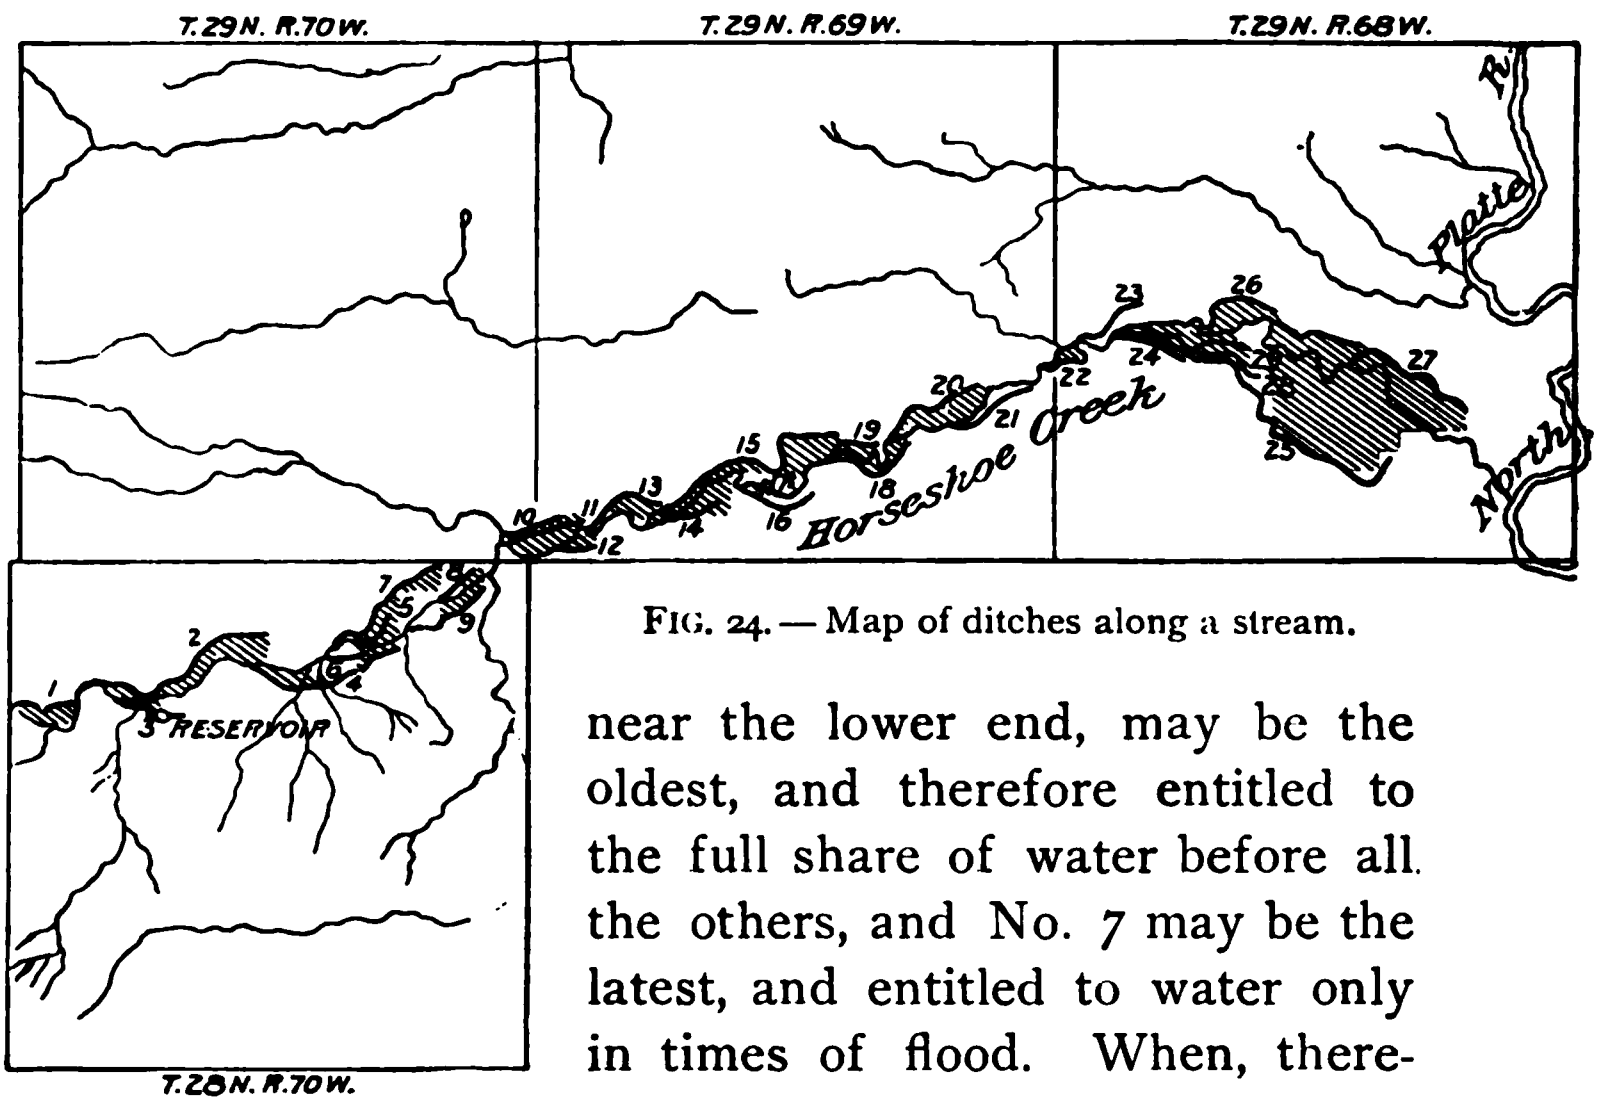 T.29N. R.70W.
T.29N. R.69W.
T.29N. R.68W.
R.
Platte
North
23
26
24
27
22
25
28
20
21
Horseshoe Creek
15
19
18
16
13
14
10
11
12
7
8
5
9
2
6
4
1
3 RESERVOIR
T.28N. R.70W.
FIG. 24. — Map of ditches along a stream.
near the lower end, may be the
oldest, and therefore entitled to
the full share of water before all
the others, and No. 7 may be the
latest, and entitled to water only
in times of flood. When, there-